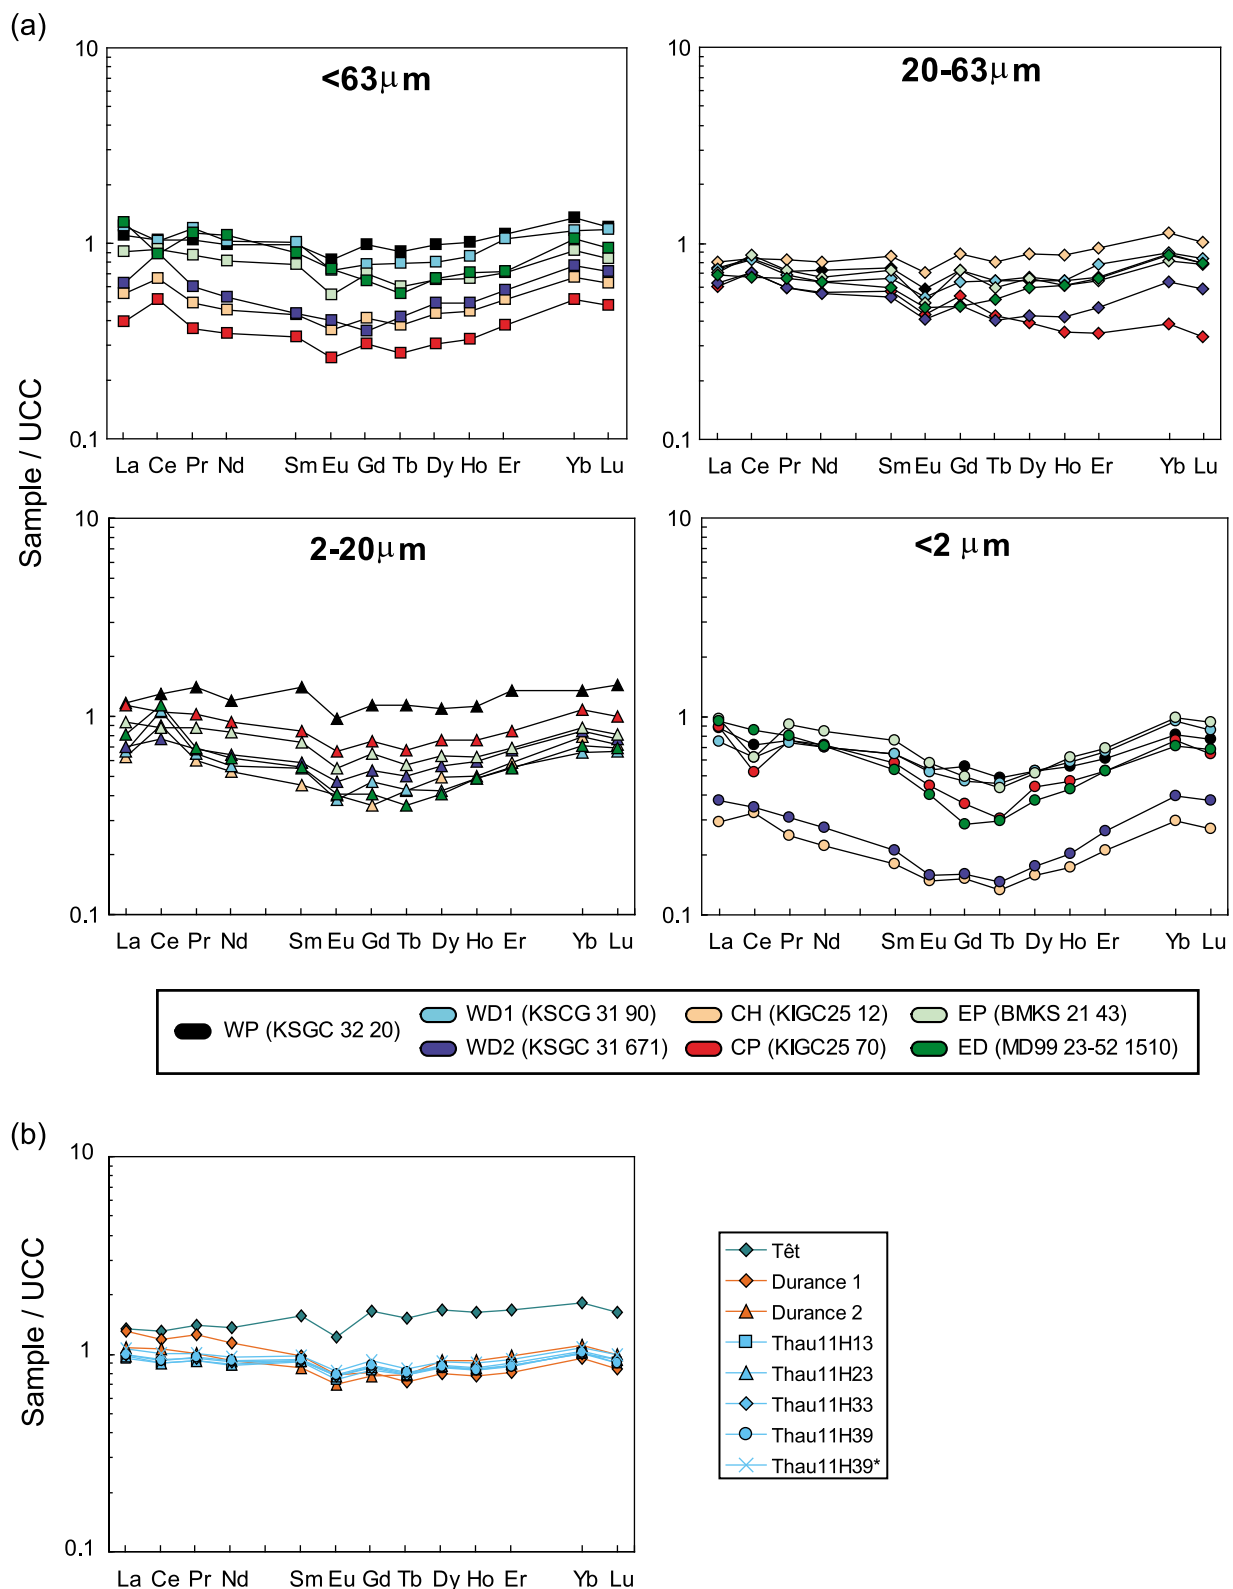 (a)
<63μm
20-63μm
10
1
0.1
10
1
0.1
La Ce Pr Nd Sm Eu Gd Tb Dy Ho Er Yb Lu
La Ce Pr Nd Sm Eu Gd Tb Dy Ho Er Yb Lu
Sample / UCC
2-20μm
<2 μm
10
1
0.1
10
1
0.1
La Ce Pr Nd Sm Eu Gd Tb Dy Ho Er Yb Lu
La Ce Pr Nd Sm Eu Gd Tb Dy Ho Er Yb Lu
WP (KSGC 32 20)
WD1 (KSCG 31 90)
CH (KIGC25 12)
EP (BMKS 21 43)
WD2 (KSGC 31 671)
CP (KIGC25 70)
ED (MD99 23-52 1510)
(b)
10
1
0.1
Sample / UCC
La Ce Pr Nd Sm Eu Gd Tb Dy Ho Er Yb Lu
Têt
Durance 1
Durance 2
Thau11H13
Thau11H23
Thau11H33
Thau11H39
Thau11H39*